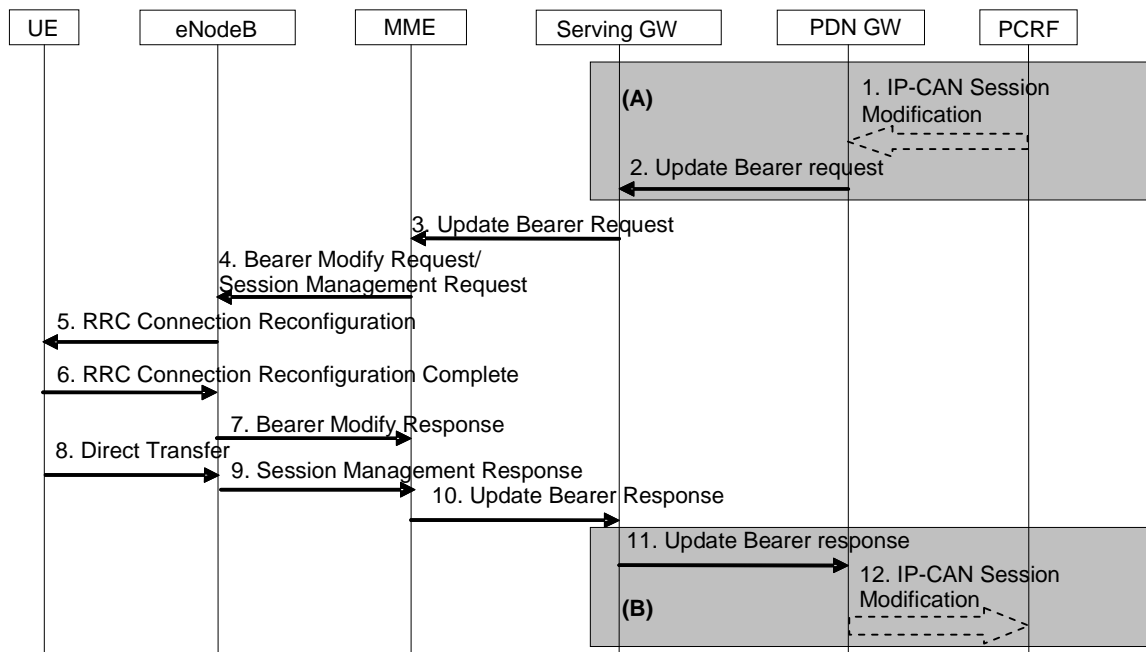 UE
eNodeB
MME
Serving GW
PDN GW
PCRF
(A)
1. IP-CAN Session
Modification
2. Update Bearer request
3. Update Bearer Request
4. Bearer Modify Request/
Session Management Request
5. RRC Connection Reconfiguration
6. RRC Connection Reconfiguration Complete
7. Bearer Modify Response
8. Direct Transfer
9. Session Management Response
10. Update Bearer Response
11. Update Bearer response
12. IP-CAN Session
Modification
(B)